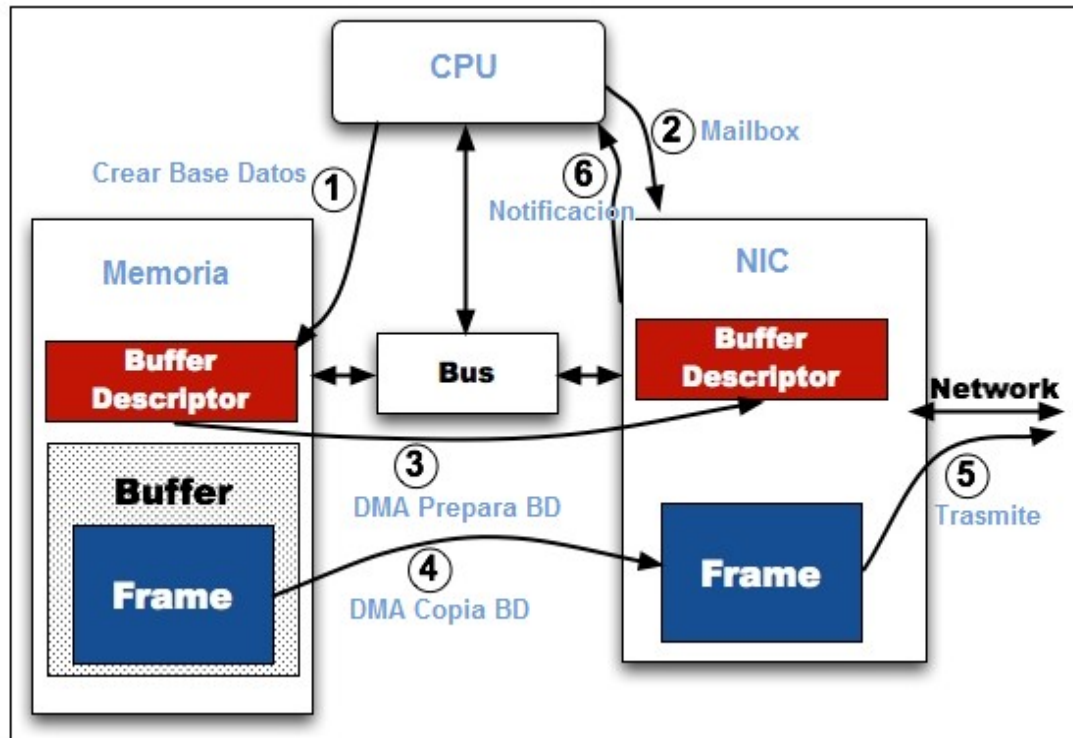 CPU
2 Mailbox
Crear Base Datos 1
6
Notificacion
Memoria
NIC
Buffer
Descriptor
Bus
Buffer
Descriptor
Network
3
DMA Prepara BD
Buffer
Frame
4
DMA Copia BD
Frame
5
Trasmite